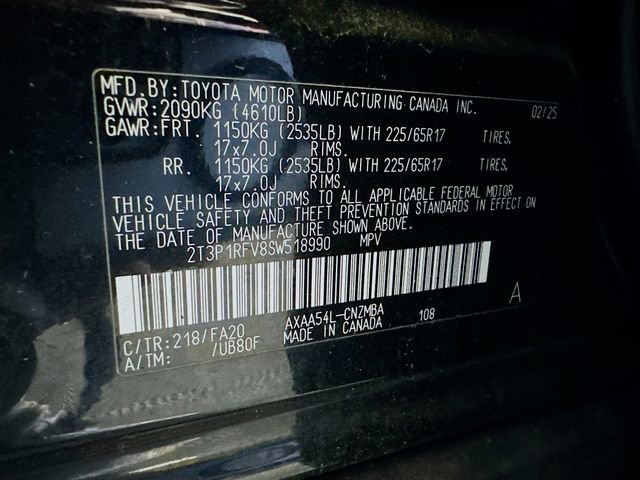 MFD.BY:TOYOTA MOTOR MANUFACTURING CANADA INC. 02/25
GVWR:2090KG (4610LB)
GAWR:FRT. 1150KG (2535LB) WITH 225/65R17 TIRES,
17x7.0J RIMS.
RR. 1150KG (2535LB) WITH 225/65R17 TIRES,
17x7.0J RIMS.
THIS VEHICLE CONFORMS TO ALL APPLICABLE FEDERAL MOTOR
VEHICLE SAFETY AND THEFT PREVENTION STANDARDS IN EFFECT ON
THE DATE OF MANUFACTURE SHOWN ABOVE.
2T3P1RFV8SW518990 MPV
A
C/TR:218/FA20 AXAA54L-CNZMBA 108
A/TM: /UB80F MADE IN CANADA